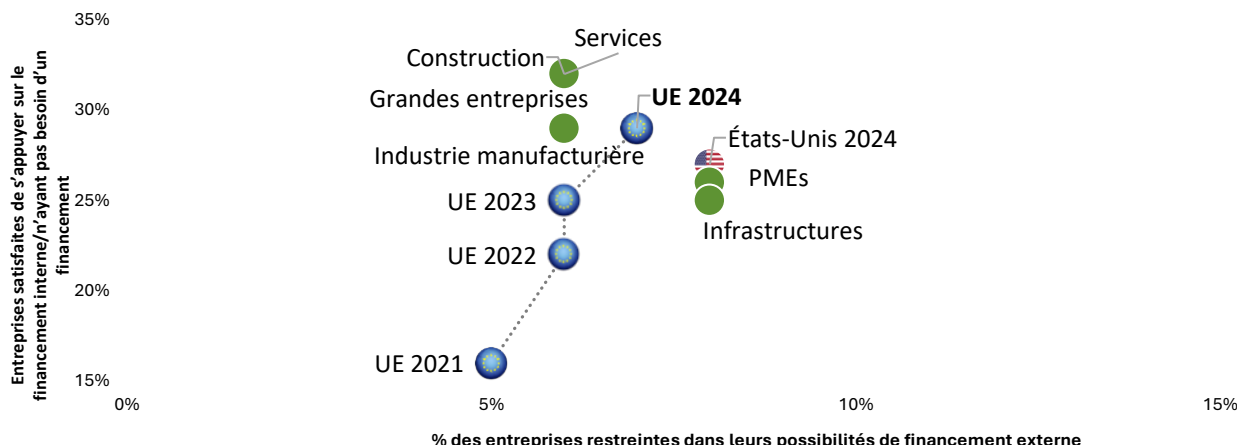 Entreprises satisfaites de s'appuyer sur le
financement interne/n'ayant pas besoin d'un
financement
35%
30%
25%
20%
15%
Services
Construction
Grandes entreprises
UE 2024
États-Unis 2024
Industrie manufacturière
PMEs
UE 2023
Infrastructures
UE 2022
UE 2021
0%
5%
10%
15%
% des entreprises restreintes dans leurs possibilités de financement externe